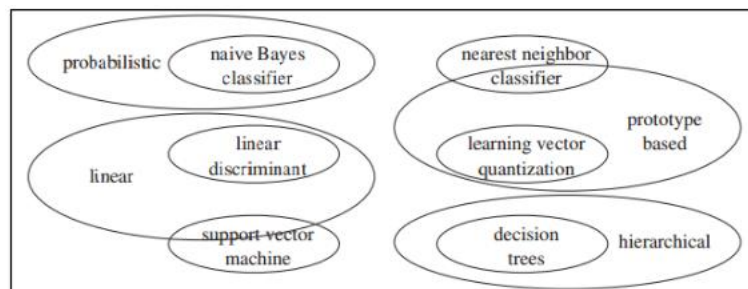 probabilistic
naive Bayes
classifier
linear
linear
discriminant
support vector
machine
nearest neighbor
classifier
prototype
based
learning vector
quantization
decision
trees
hierarchical